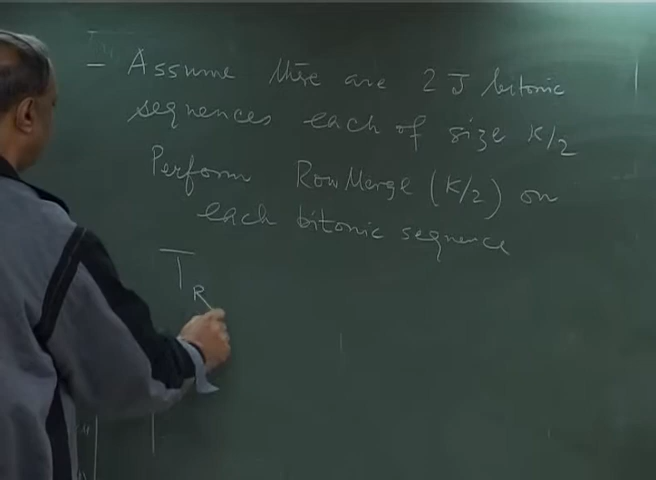 - Assume there are 2 J bitonic
sequences each of size K/2
Perform RowMerge (K/2) on
each bitonic sequence
T_R